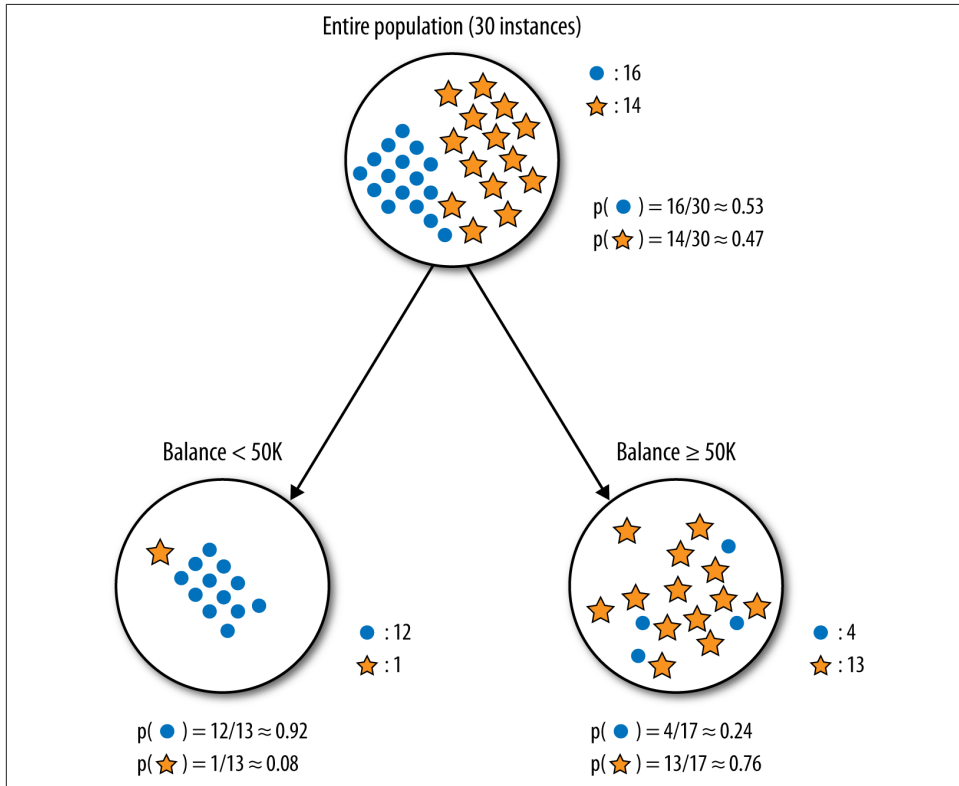 Entire population (30 instances)
: 16
: 14
p( ) = 16/30 ≈ 0.53
p( ) = 14/30 ≈ 0.47
Balance < 50K
: 12
: 1
p( ) = 12/13 ≈ 0.92
p( ) = 1/13 ≈ 0.08
Balance ≥ 50K
: 4
: 13
p( ) = 4/17 ≈ 0.24
p( ) = 13/17 ≈ 0.76